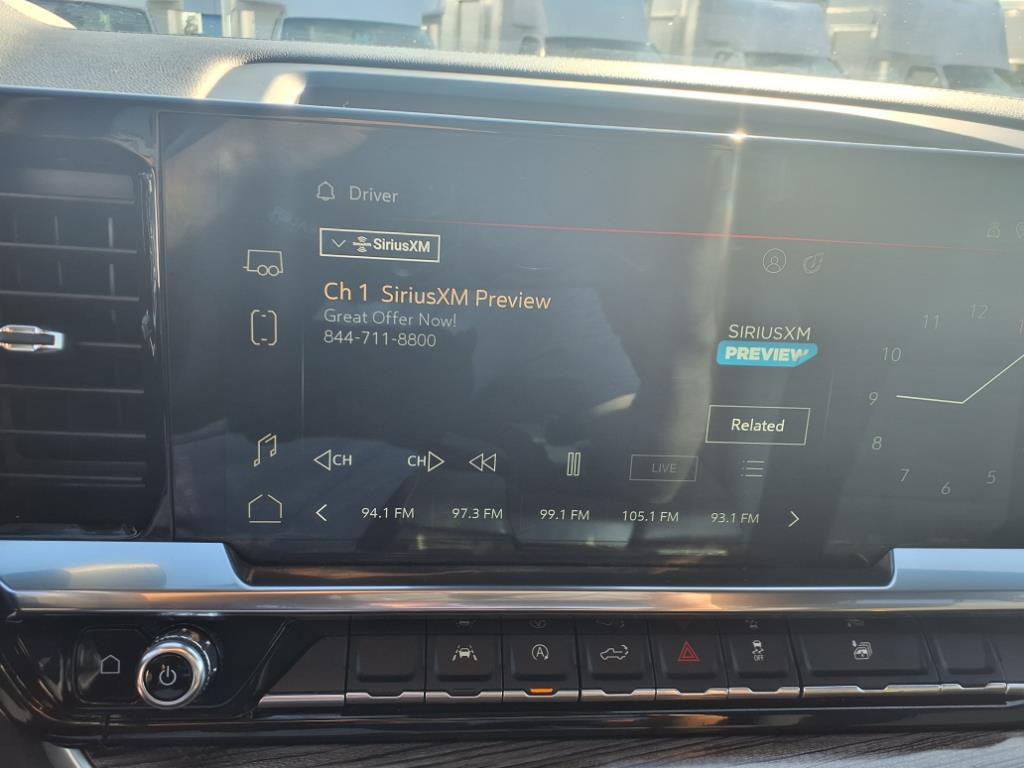 Driver
SiriusXM
Ch 1 SiriusXM Preview
Great Offer Now!
844-711-8800
SIRIUSXM
PREVIEW
Related
CH CH LIVE
94.1 FM 97.3 FM 99.1 FM 105.1 FM 93.1 FM
12
11
10
9
8
7
6
5
A
OFF